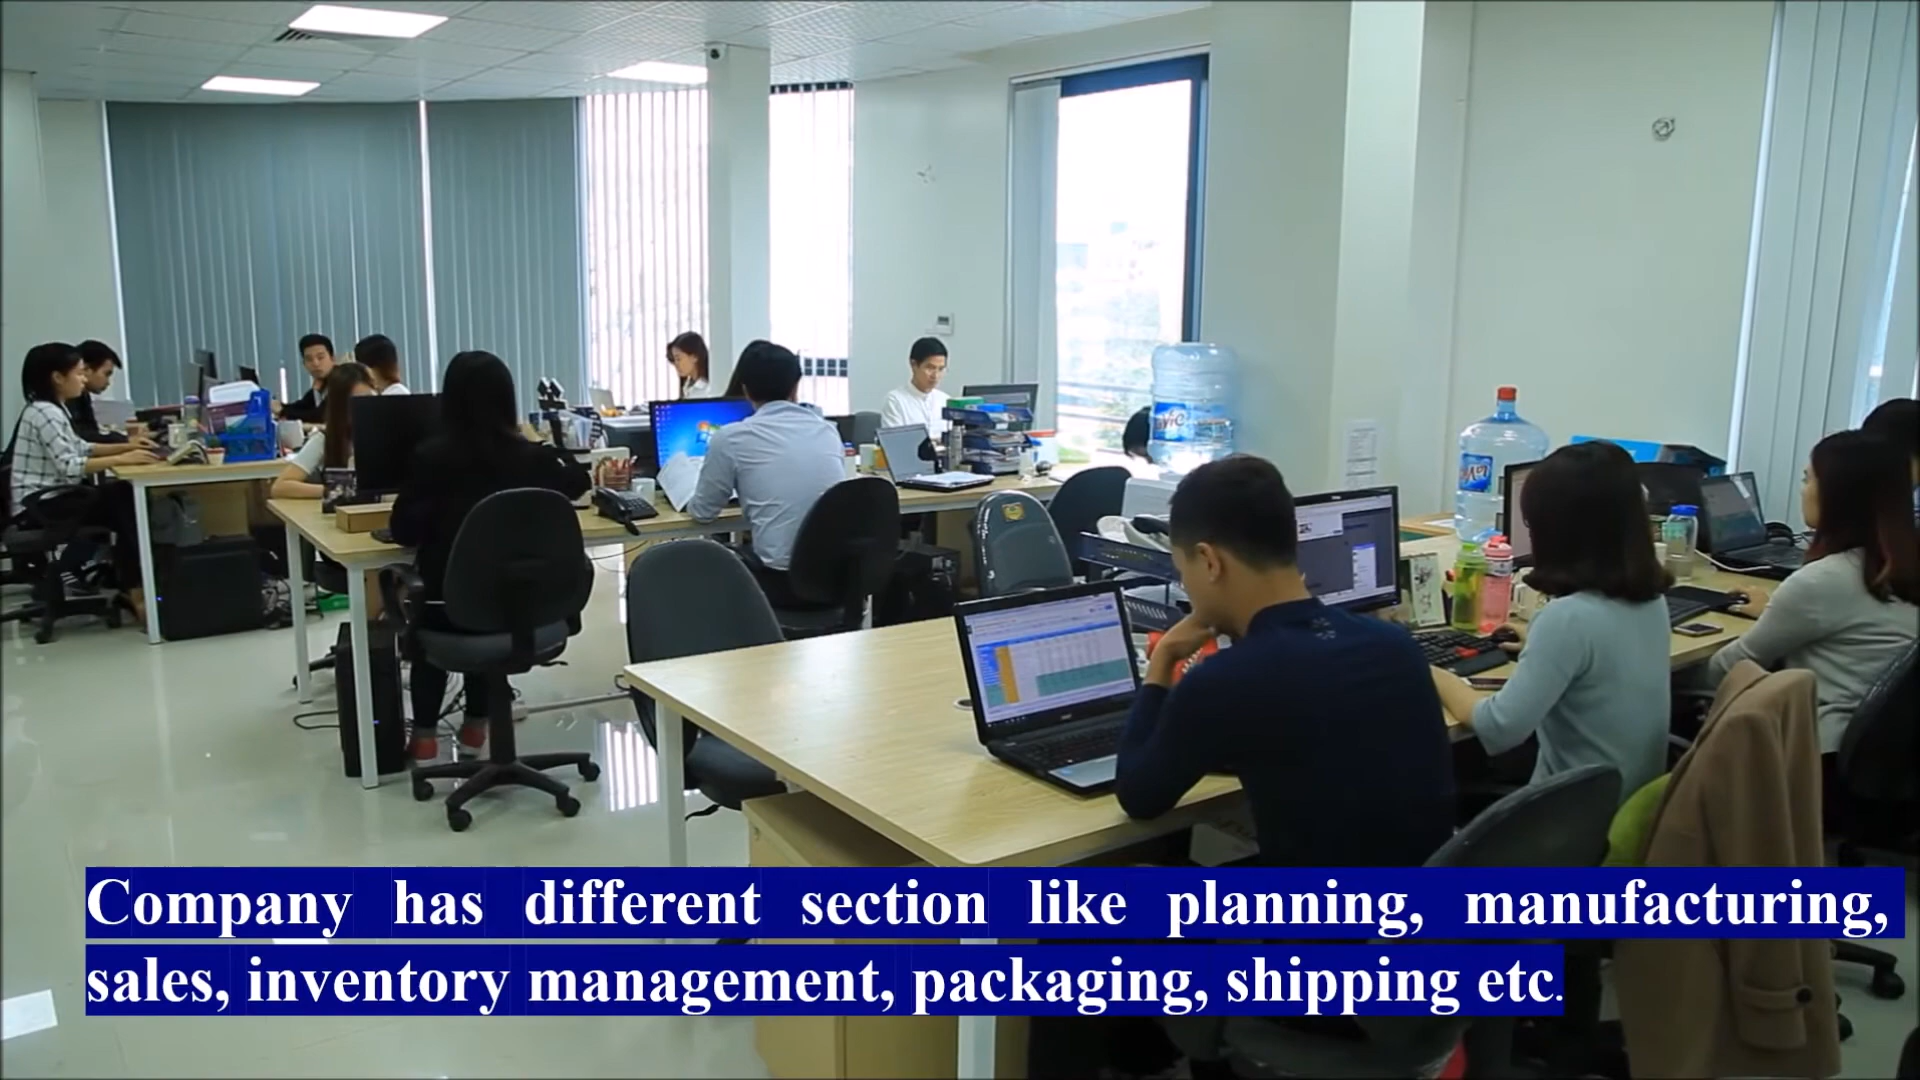 Company has different section like planning, manufacturing,
sales, inventory management, packaging, shipping etc.